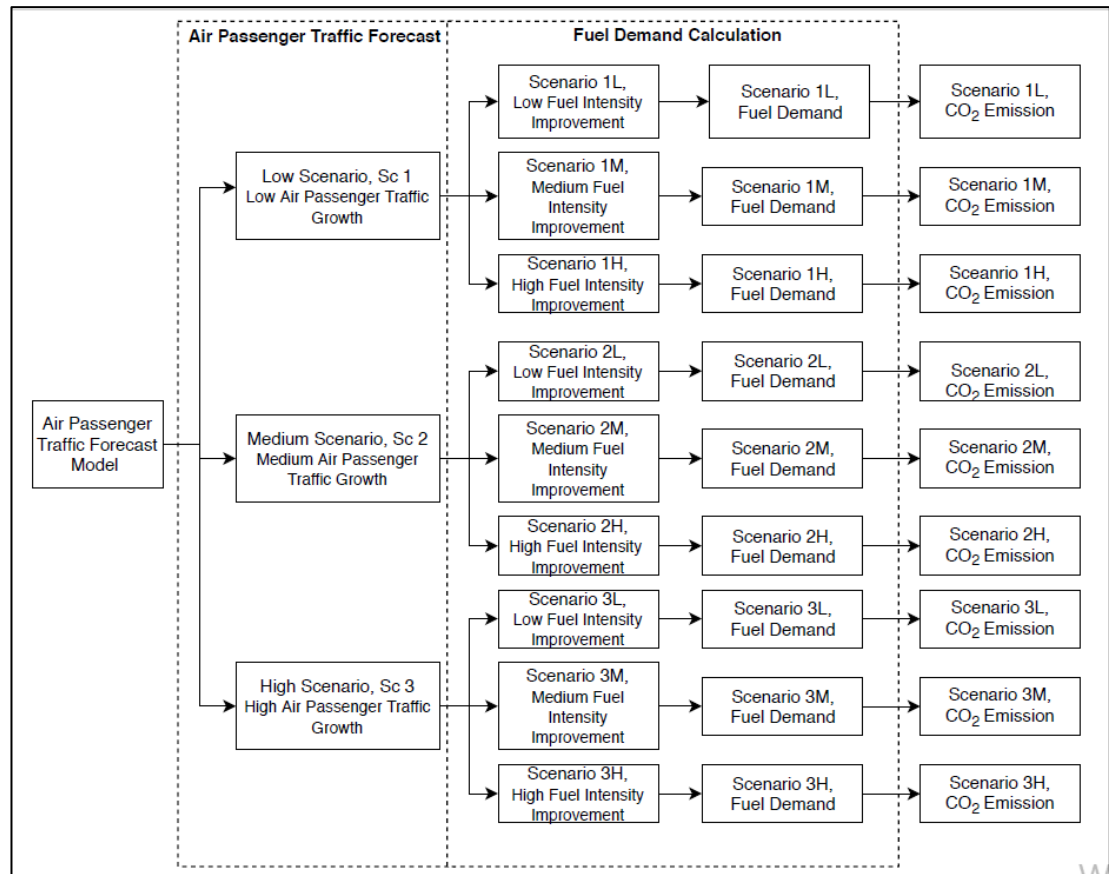 Air Passenger Traffic Forecast
Fuel Demand Calculation
Air Passenger
Traffic Forecast
Model
Low Scenario, Sc 1
Low Air Passenger Traffic
Growth
Scenario 1L,
Low Fuel Intensity
Improvement
Scenario 1L,
Fuel Demand
Scenario 1L,
CO₂ Emission
Scenario 1M,
Medium Fuel
Intensity
Improvement
Scenario 1M,
Fuel Demand
Scenario 1M,
CO₂ Emission
Scenario 1H,
High Fuel Intensity
Improvement
Scenario 1H,
Fuel Demand
Sceanrio 1H,
CO₂ Emission
Medium Scenario, Sc 2
Medium Air Passenger
Traffic Growth
Scenario 2L,
Low Fuel Intensity
Improvement
Scenario 2L,
Fuel Demand
Scenario 2L,
CO₂ Emission
Scenario 2M,
Medium Fuel
Intensity
Improvement
Scenario 2M,
Fuel Demand
Scenario 2M,
CO₂ Emission
Scenario 2H,
High Fuel Intensity
Improvement
Scenario 2H,
Fuel Demand
Scenario 2H,
CO₂ Emission
High Scenario, Sc 3
High Air Passenger Traffic
Growth
Scenario 3L,
Low Fuel Intensity
Improvement
Scenario 3L,
Fuel Demand
Scenario 3L,
CO₂ Emission
Scenario 3M,
Medium Fuel
Intensity
Improvement
Scenario 3M,
Fuel Demand
Scenario 3M,
CO₂ Emission
Scenario 3H,
High Fuel Intensity
Improvement
Scenario 3H,
Fuel Demand
Scenario 3H,
CO₂ Emission